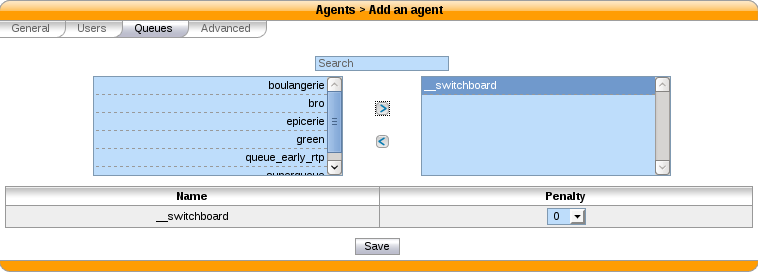 Agents > Add an agent
General Users Queues Advanced
Search
boulangerie
bro
epicerie
green
queue_early_rtp
__switchboard
Name Penalty
__switchboard 0
Save